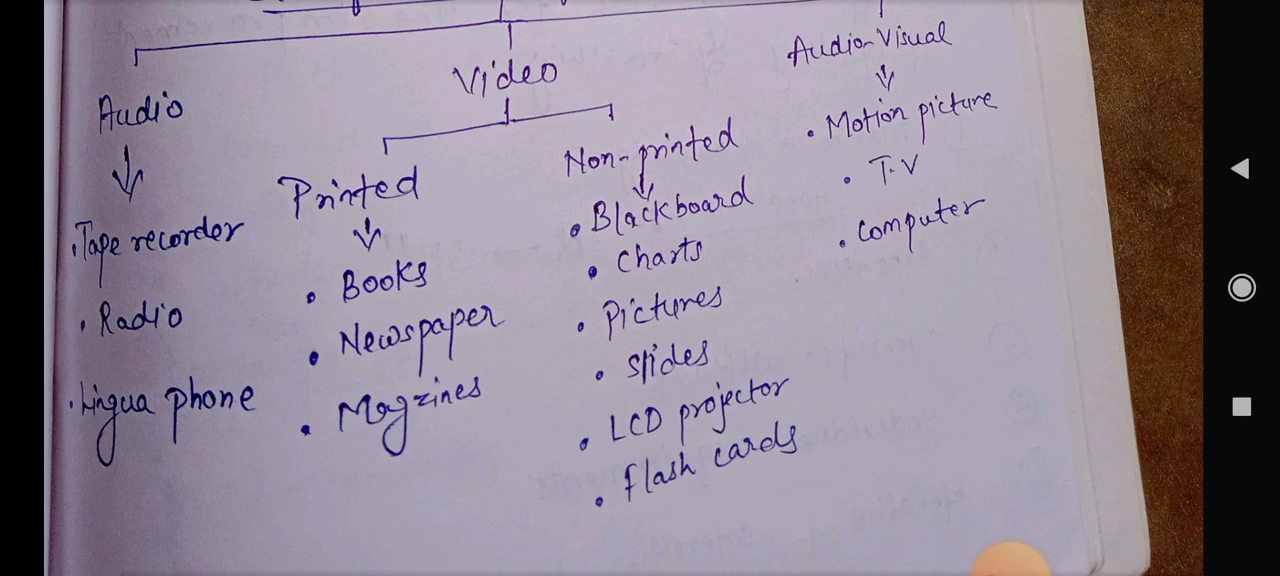 Audio
Tape recorder
Radio
Lingua phone
Video
Printed
Books
Newspaper
Magzines
Non-printed
Blackboard
Charts
Pictures
Slides
LCD projector
flash cards
Audio-Visual
Motion picture
T.V
Computer